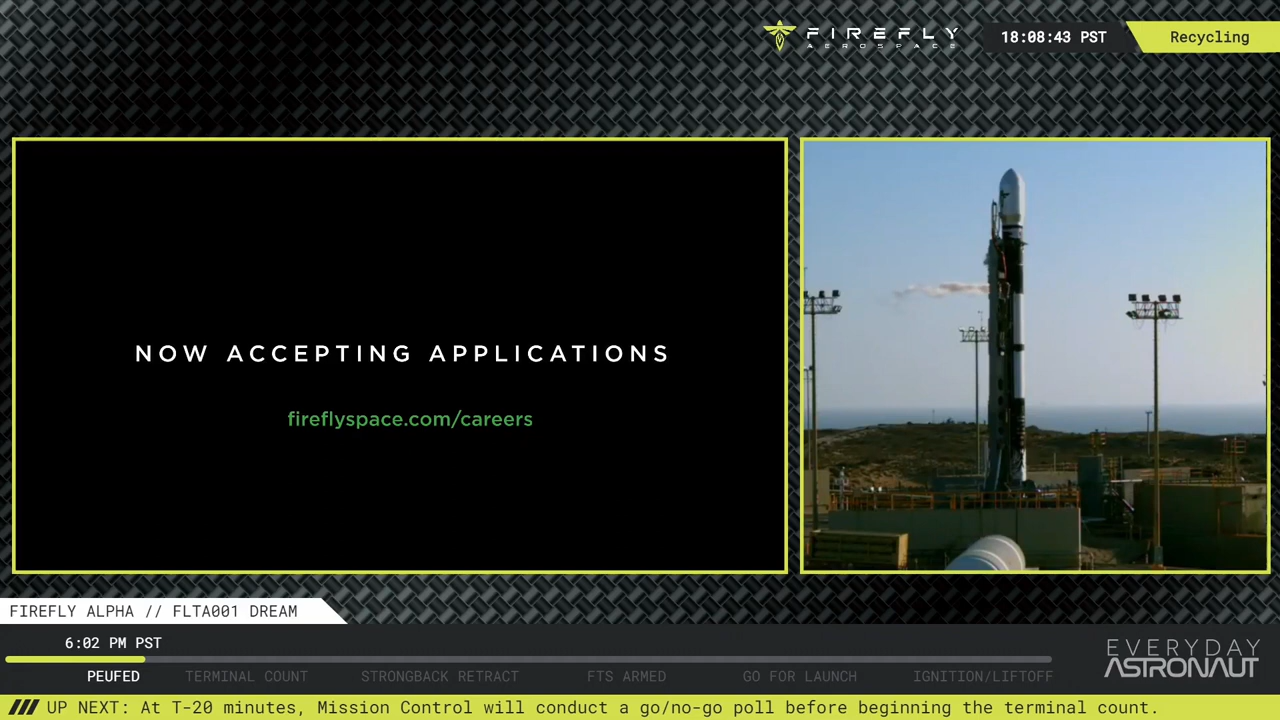 FIREFLY
AEROSPACE
18:08:43 PST
Recycling
NOW ACCEPTING APPLICATIONS
fireflyspace.com/careers
FIREFLY ALPHA // FLTA001 DREAM
6:02 PM PST
PEUFED
TERMINAL COUNT
STRONGBACK RETRACT
FTS ARMED
GO FOR LAUNCH
IGNITION/LIFTOFF
EVERYDAY
ASTRONAUT
/// UP NEXT: At T-20 minutes, Mission Control will conduct a go/no-go poll before beginning the terminal count.